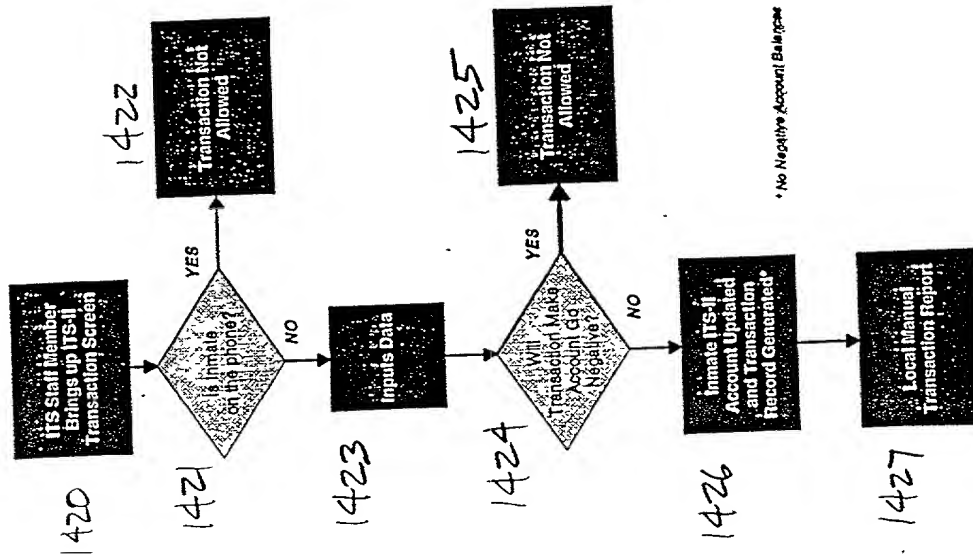 1420
ITS Staff Member
Brings up ITS-II
Transaction Screen
1421
Is Inmate
on the phone?
YES
1422
Transaction Not
Allowed
NO
1423
Inputs Data
1424
Will
Transaction Make
Account Go
Negative?
YES
1425
Transaction Not
Allowed
NO
1426
Inmate ITS-II
Account Updated
and Transaction
Record Generated*
* No Negative Account Balances
1427
Local Manual
Transaction Report